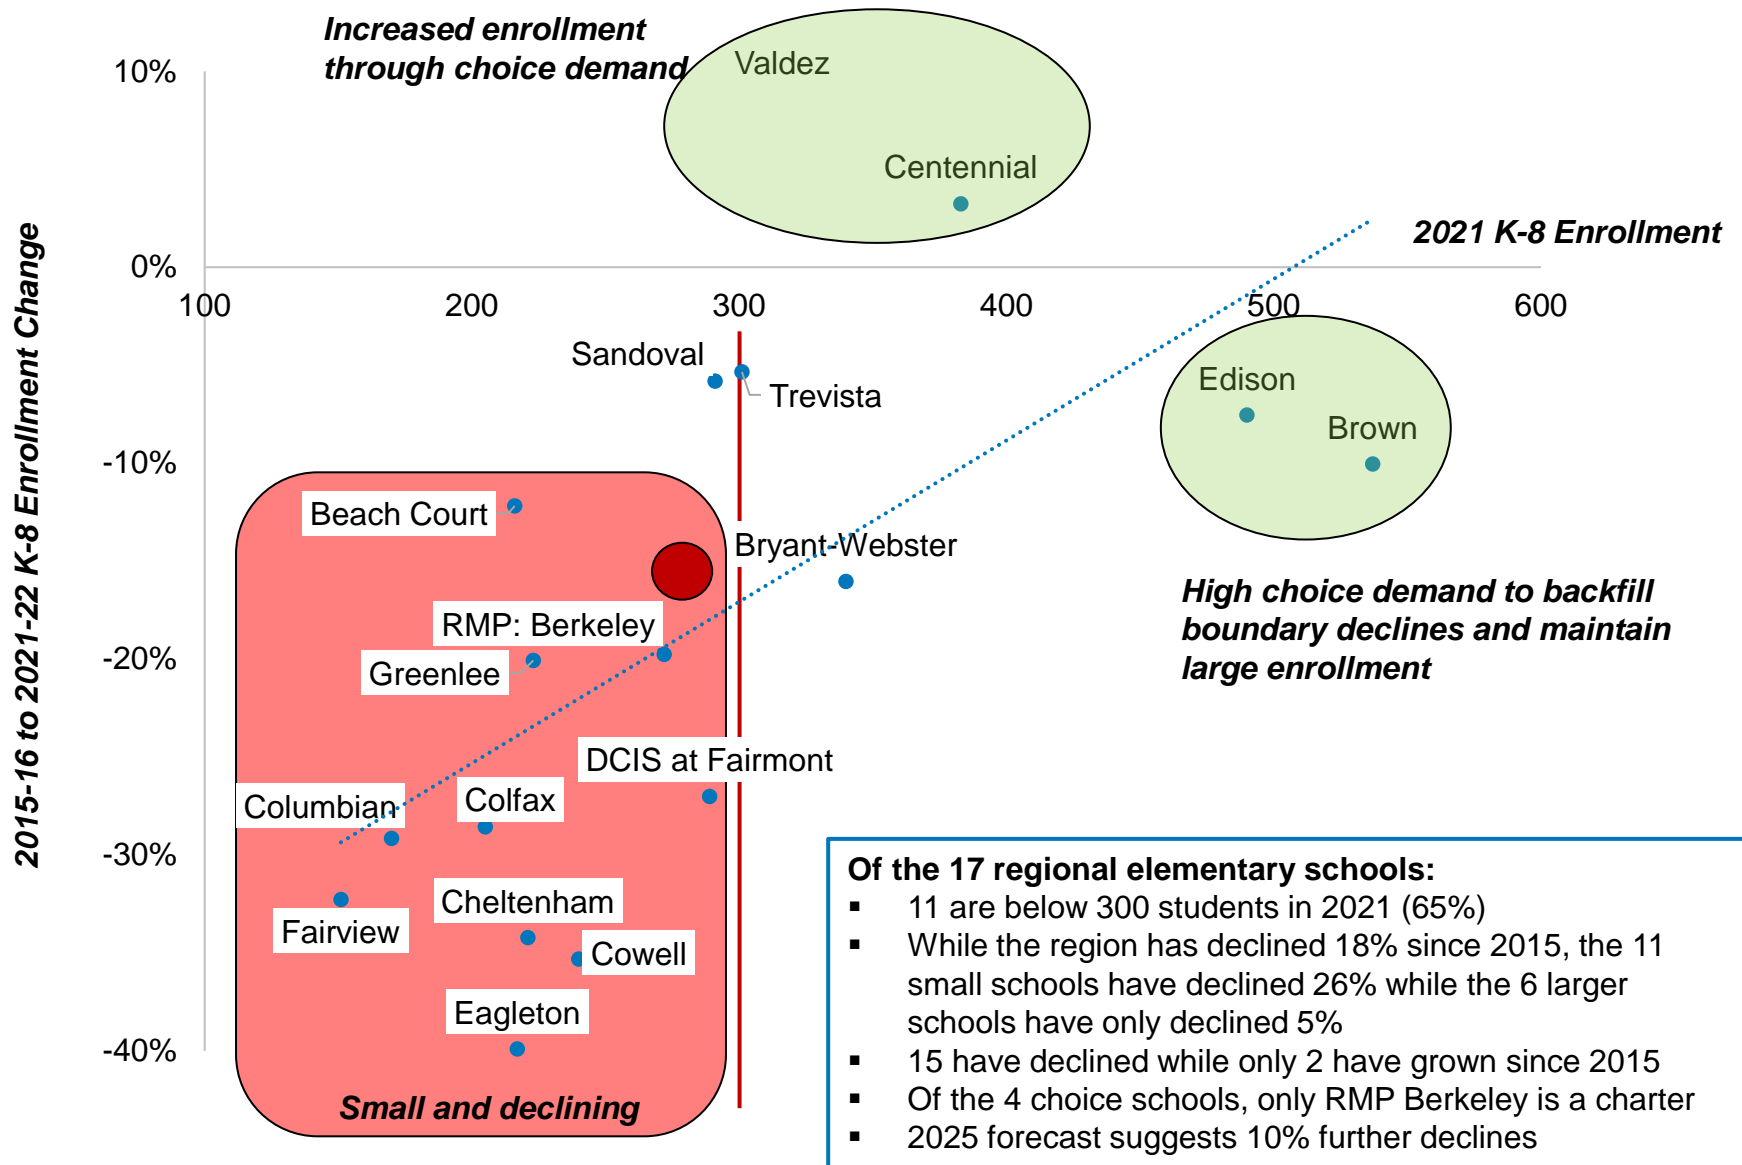 Increased enrollment
through choice demand
Valdez
10%
Centennial
2021 K-8 Enrollment
0%
100
200
300
400
500
600
2015-16 to 2021-22 K-8 Enrollment Change
Sandoval
Trevista
Edison
Brown
-10%
Beach Court
Bryant-Webster
High choice demand to backfill
boundary declines and maintain
large enrollment
RMP: Berkeley
-20%
Greenlee
DCIS at Fairmont
Columbian
Colfax
-30%
Cheltenham
Fairview
Cowell
Eagleton
-40%
Small and declining
Of the 17 regional elementary schools:
▪ 11 are below 300 students in 2021 (65%)
▪ While the region has declined 18% since 2015, the 11
small schools have declined 26% while the 6 larger
schools have only declined 5%
▪ 15 have declined while only 2 have grown since 2015
▪ Of the 4 choice schools, only RMP Berkeley is a charter
▪ 2025 forecast suggests 10% further declines